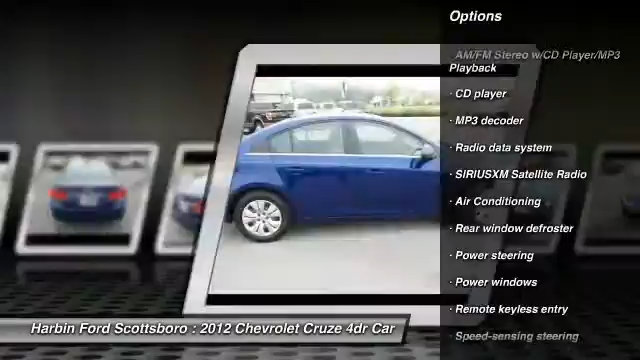 Options
· AM/FM Stereo w/CD Player/MP3
Playback
· CD player
· MP3 decoder
· Radio data system
· SIRIUSXM Satellite Radio
· Air Conditioning
· Rear window defroster
· Power steering
· Power windows
· Remote keyless entry
· Speed-sensing steering
Harbin Ford Scottsboro : 2012 Chevrolet Cruze 4dr Car